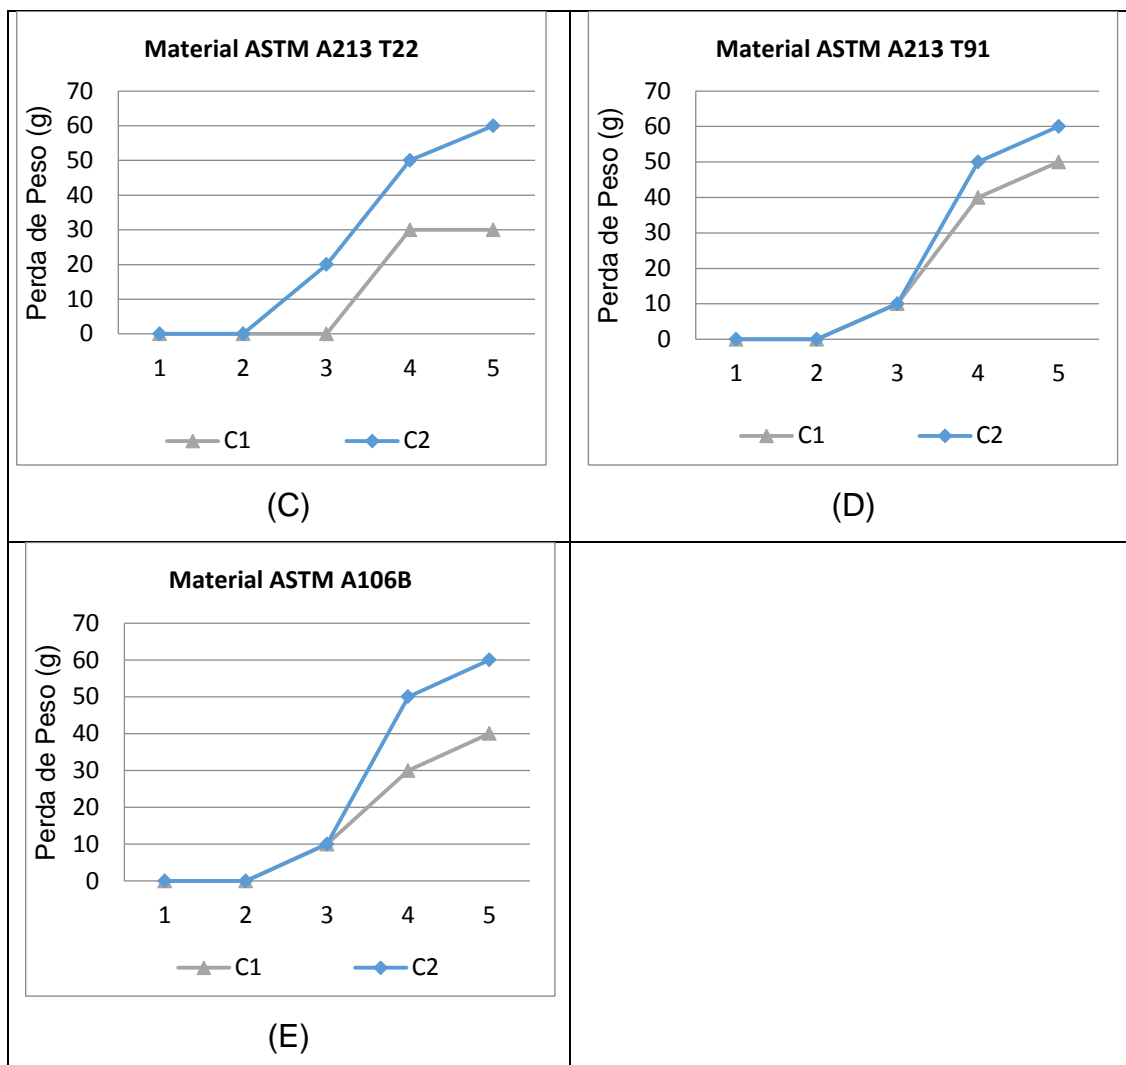 Material ASTM A213 T22
Perda de Peso (g)
70
60
50
40
30
20
10
0
1 2 3 4 5
C1 C2
(C)
Material ASTM A213 T91
Perda de Peso (g)
70
60
50
40
30
20
10
0
1 2 3 4 5
C1 C2
(D)
Material ASTM A106B
Perda de Peso (g)
70
60
50
40
30
20
10
0
1 2 3 4 5
C1 C2
(E)